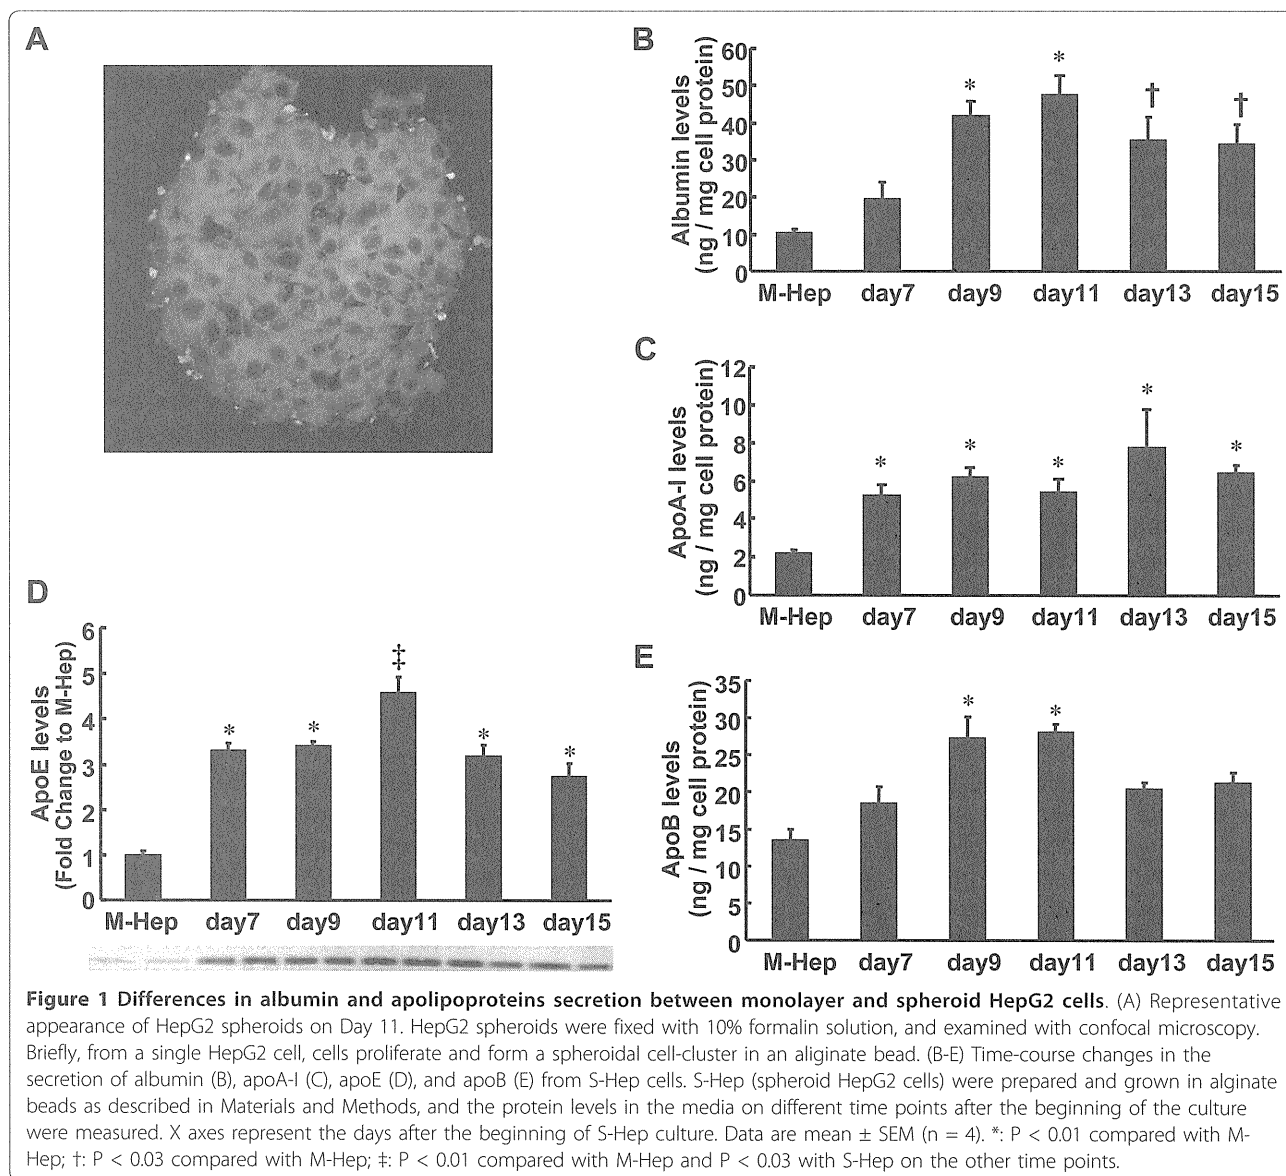 A
B
Albumin levels
(ng / mg cell protein)
60
50
40
30
20
10
0
*
*
†
†
M-Hep day7 day9 day11 day13 day15
C
ApoA-I levels
(ng / mg cell protein)
12
10
8
6
4
2
0
*
*
*
*
*
M-Hep day7 day9 day11 day13 day15
D
ApoE levels
(Fold Change to M-Hep)
6
5
4
3
2
1
0
*
*
‡
*
*
M-Hep day7 day9 day11 day13 day15
E
ApoB levels
(ng / mg cell protein)
35
30
25
20
15
10
5
0
*
*
M-Hep day7 day9 day11 day13 day15
Figure 1 Differences in albumin and apolipoproteins secretion between monolayer and spheroid HepG2 cells. (A) Representative
appearance of HepG2 spheroids on Day 11. HepG2 spheroids were fixed with 10% formalin solution, and examined with confocal microscopy.
Briefly, from a single HepG2 cell, cells proliferate and form a spheroidal cell-cluster in an aliginate bead. (B-E) Time-course changes in the
secretion of albumin (B), apoA-I (C), apoE (D), and apoB (E) from S-Hep cells. S-Hep (spheroid HepG2 cells) were prepared and grown in alginate
beads as described in Materials and Methods, and the protein levels in the media on different time points after the beginning of the culture
were measured. X axes represent the days after the beginning of S-Hep culture. Data are mean ± SEM (n = 4). *: P < 0.01 compared with M-
Hep; †: P < 0.03 compared with M-Hep; ‡: P < 0.01 compared with M-Hep and P < 0.03 with S-Hep on the other time points.